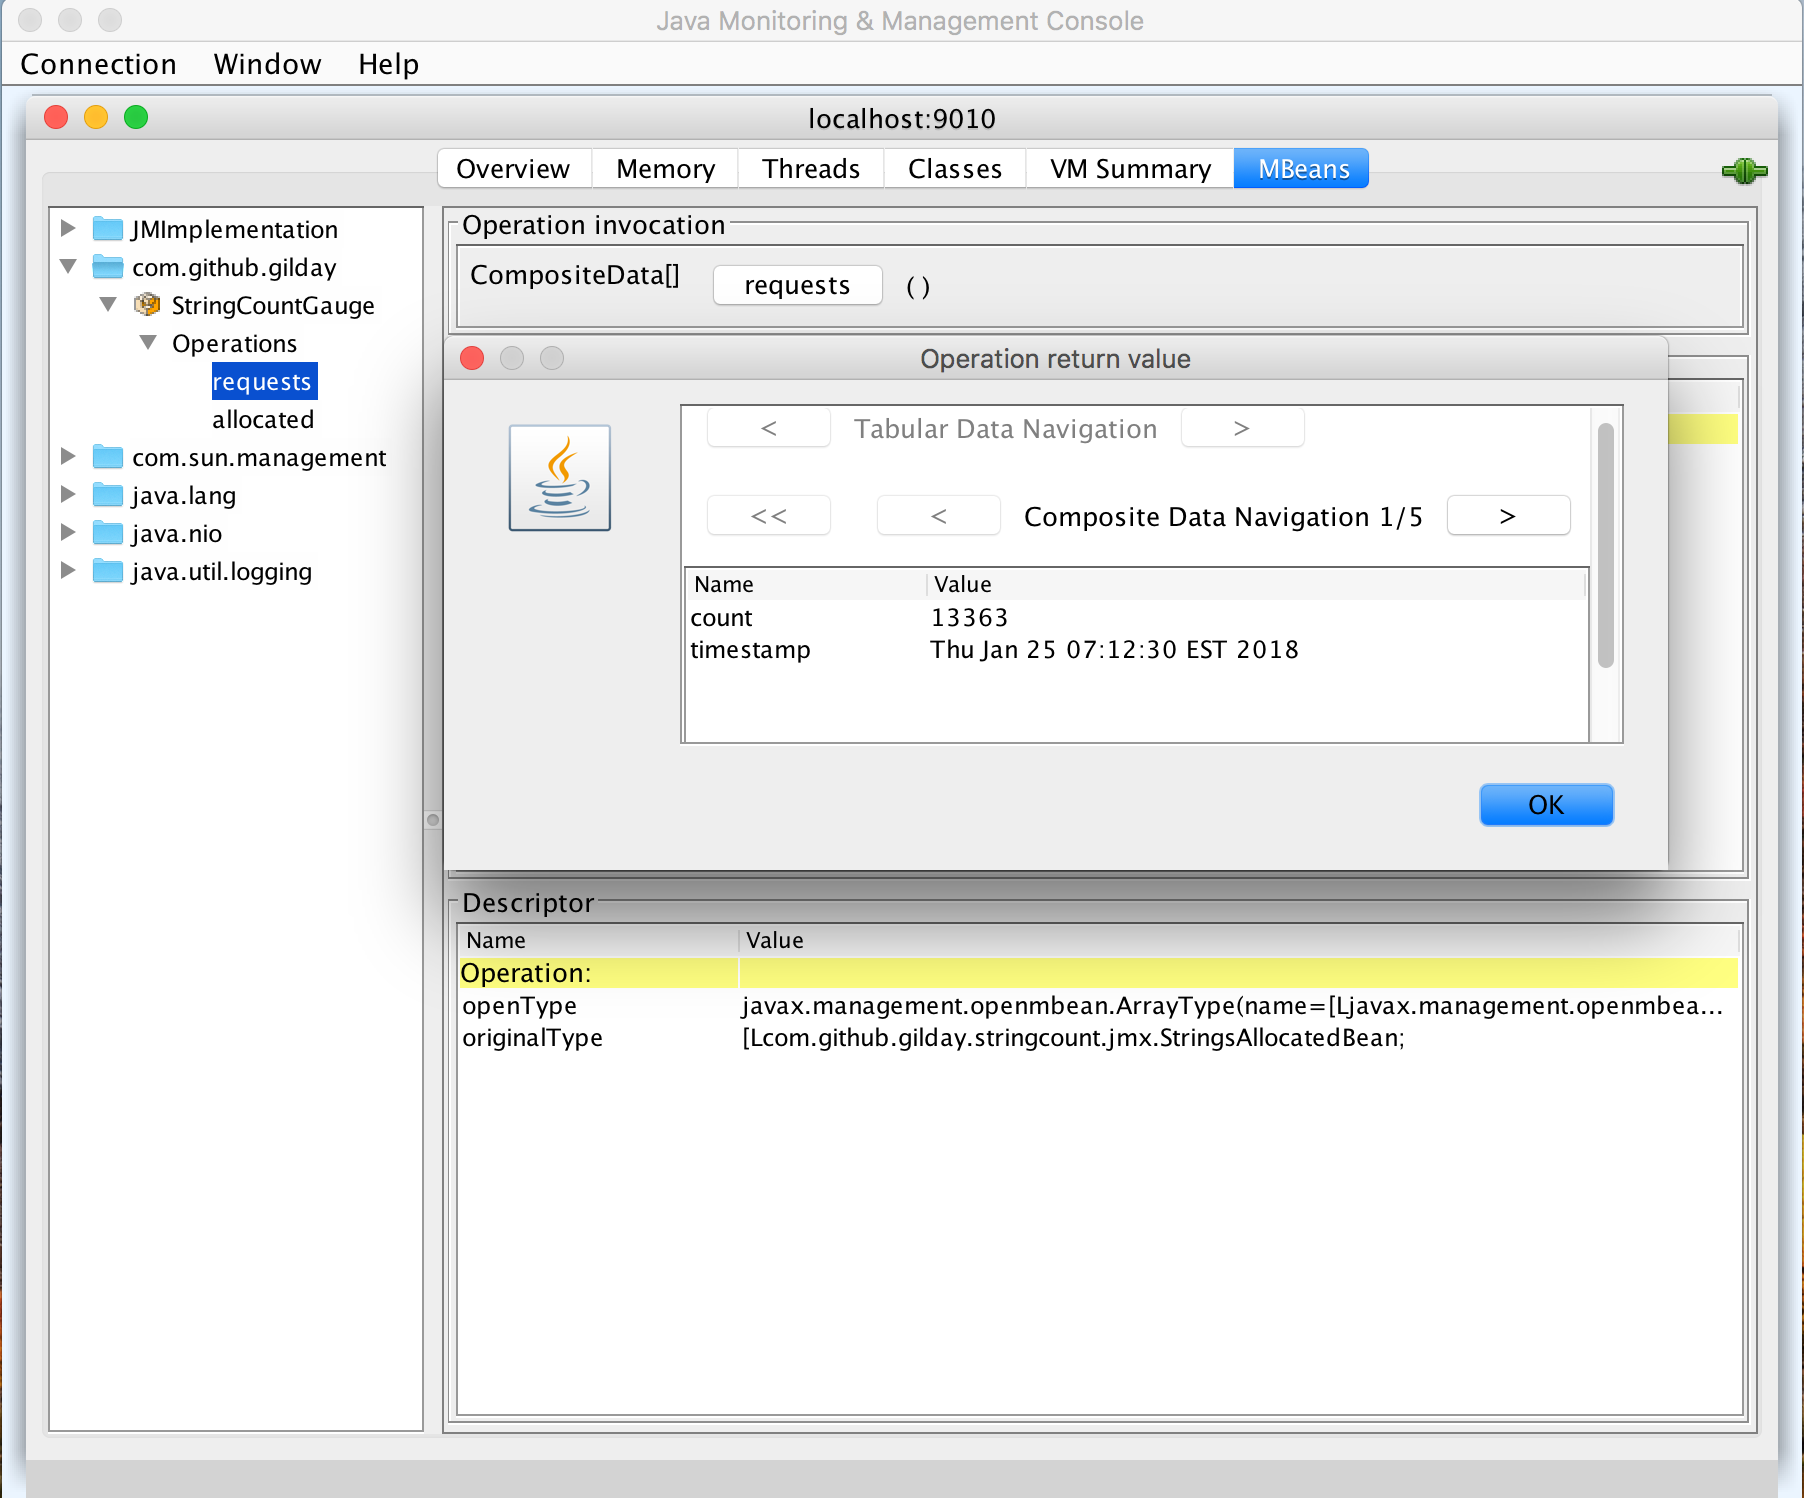 Java Monitoring & Management Console
Connection Window Help
localhost:9010
Overview Memory Threads Classes VM Summary MBeans
JMImplementation
com.github.gilday
StringCountGauge
Operations
requests
allocated
com.sun.management
java.lang
java.nio
java.util.logging
Operation invocation
CompositeData[] requests ( )
Operation return value
< Tabular Data Navigation >
<< < Composite Data Navigation 1/5 >
Name Value
count 13363
timestamp Thu Jan 25 07:12:30 EST 2018
OK
Descriptor
Name Value
Operation:
openType javax.management.openmbean.ArrayType(name=[Ljavax.management.openmbea...
originalType [Lcom.github.gilday.stringcount.jmx.StringsAllocatedBean;